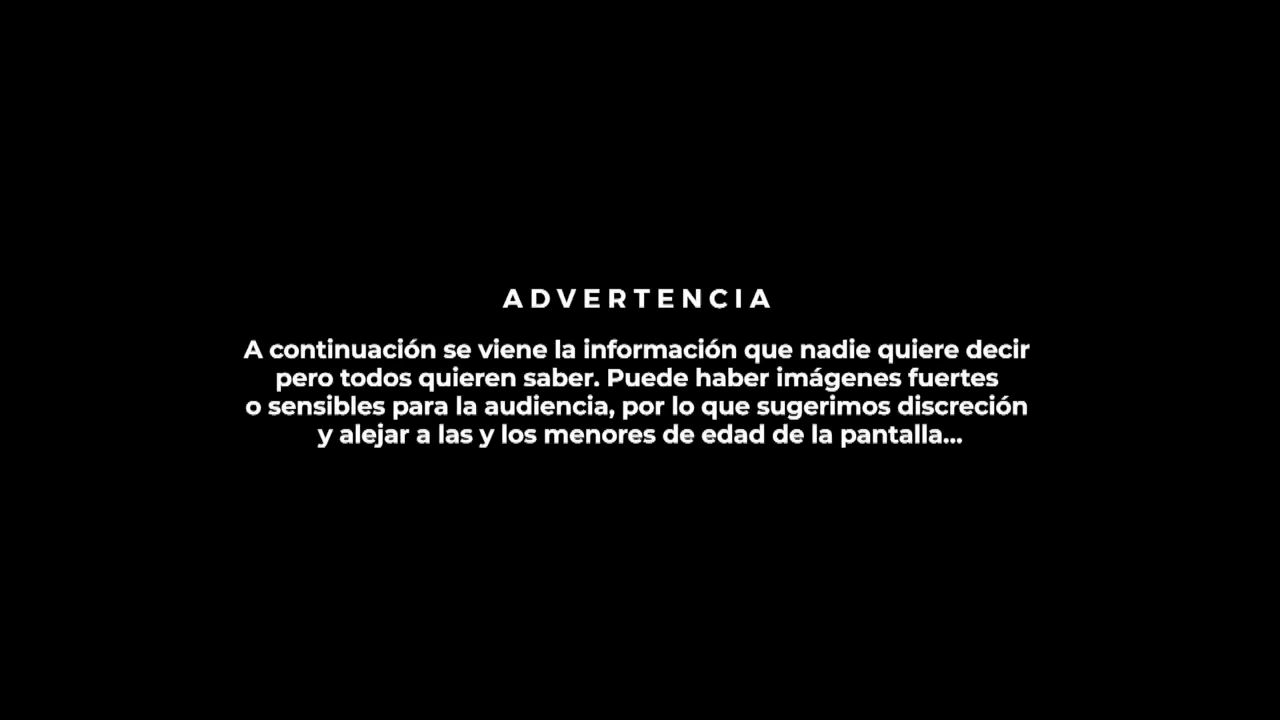 ADVERTENCIA
A continuación se viene la información que nadie quiere decir
pero todos quieren saber. Puede haber imágenes fuertes
o sensibles para la audiencia, por lo que sugerimos discreción
y alejar a las y los menores de edad de la pantalla...